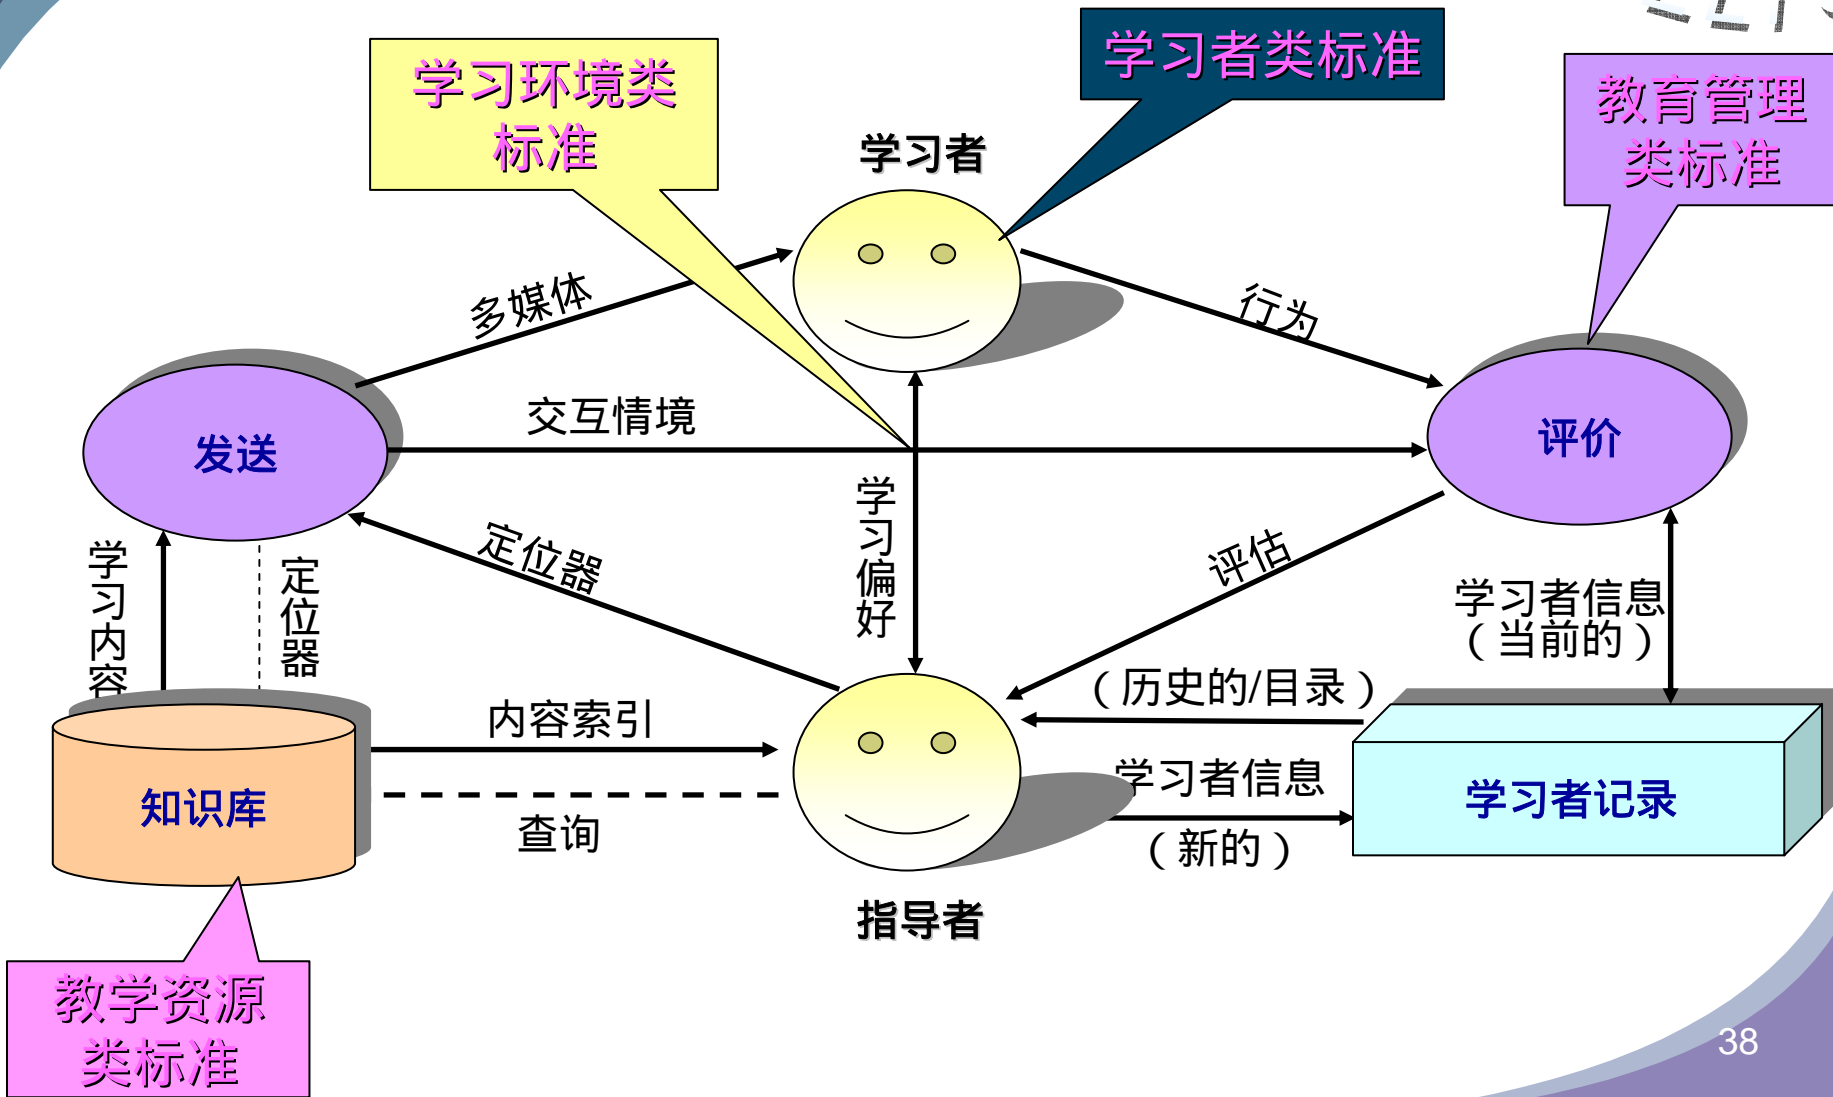 学习环境类
标准
学习者类标准
教育管理
类标准
学习者
多媒体
行为
交互情境
发送
评价
学习偏好
定位器
评估
学习内容
定位器
学习者信息
（当前的）
（历史的/目录）
内容索引
知识库
查询
学习者信息
（新的）
学习者记录
指导者
教学资源
类标准
38